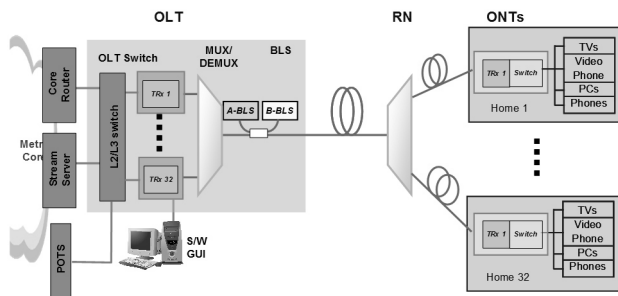 OLT
RN
ONTs
OLT Switch
MUX/
DEMUX
BLS
Core
Router
Metro
Core
Stream
Server
POTS
L2/L3 switch
TRx 1
TRx 32
A-BLS
B-BLS
S/W
GUI
TRx 1
Switch
TVs
Video
Phone
PCs
Phones
Home 1
TRx 1
Switch
TVs
Video
Phone
PCs
Phones
Home 32